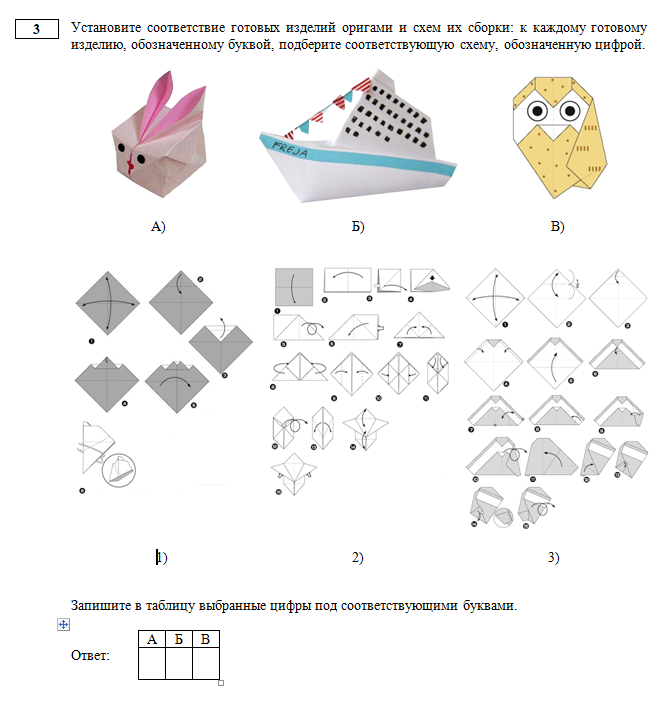 3
Установите соответствие готовых изделий оригами и схем их сборки: к каждому готовому
изделию, обозначенному буквой, подберите соответствующую схему, обозначенную цифрой.
FREJA
А) Б) В)
1) 2) 3)
Запишите в таблицу выбранные цифры под соответствующими буквами.
Ответ:
А Б В